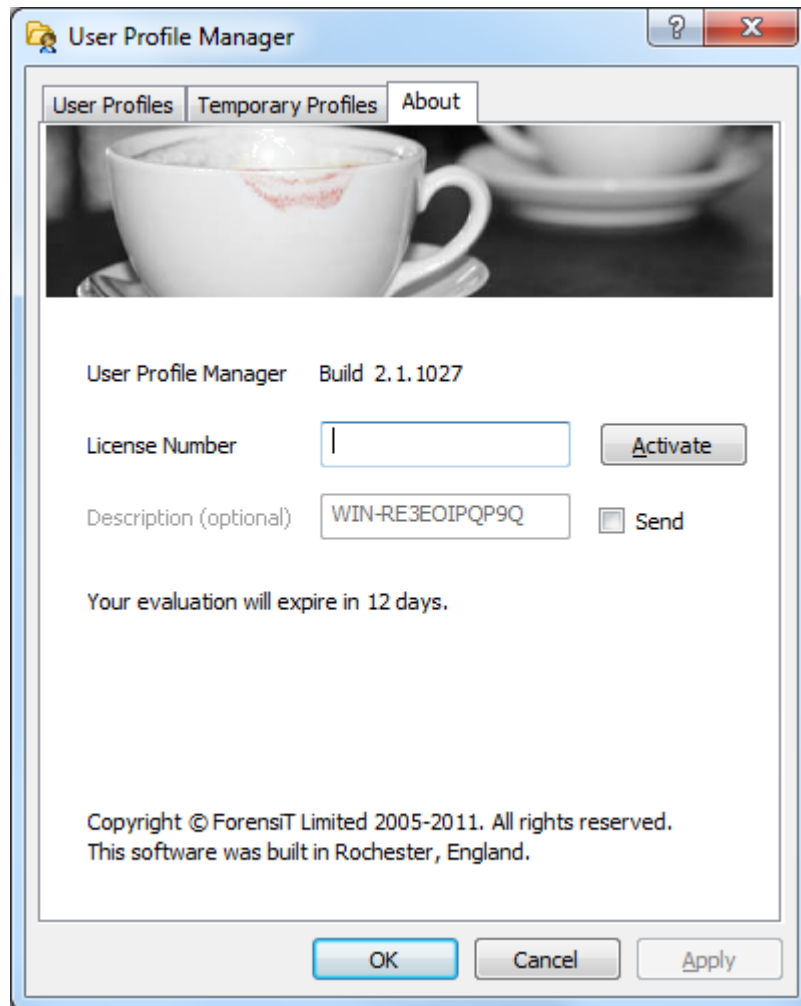 User Profile Manager
User Profiles Temporary Profiles About
User Profile Manager Build 2.1.1027
License Number Activate
Description (optional) WIN-RE3EOIPQP9Q Send
Your evaluation will expire in 12 days.
Copyright © ForensiT Limited 2005-2011. All rights reserved.
This software was built in Rochester, England.
OK Cancel Apply